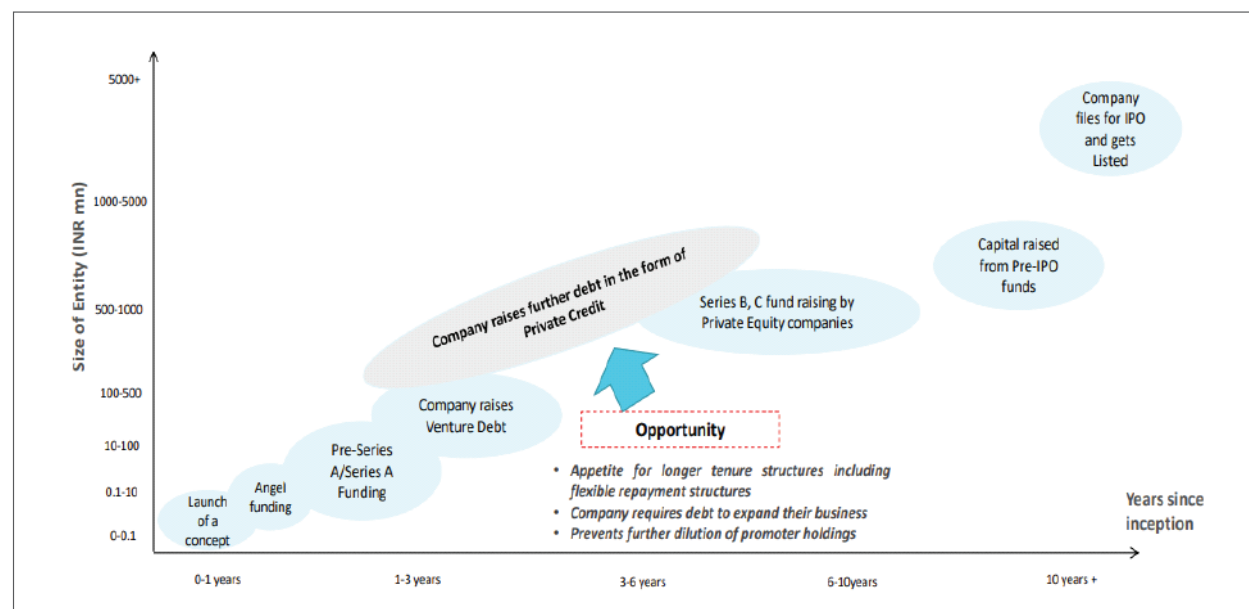 Size of Entity (INR mn)
5000+
1000-5000
500-1000
100-500
10-100
0.1-10
0-0.1
Company
files for IPO
and gets
Listed
Capital raised
from Pre-IPO
funds
Company raises further debt in the form of
Private Credit
Series B, C fund raising by
Private Equity companies
Company raises
Venture Debt
Pre-Series
A/Series A
Funding
Angel
funding
Launch
of a
concept
Opportunity
• Appetite for longer tenure structures including
flexible repayment structures
• Company requires debt to expand their business
• Prevents further dilution of promoter holdings
Years since
inception
0-1 years
1-3 years
3-6 years
6-10years
10 years +